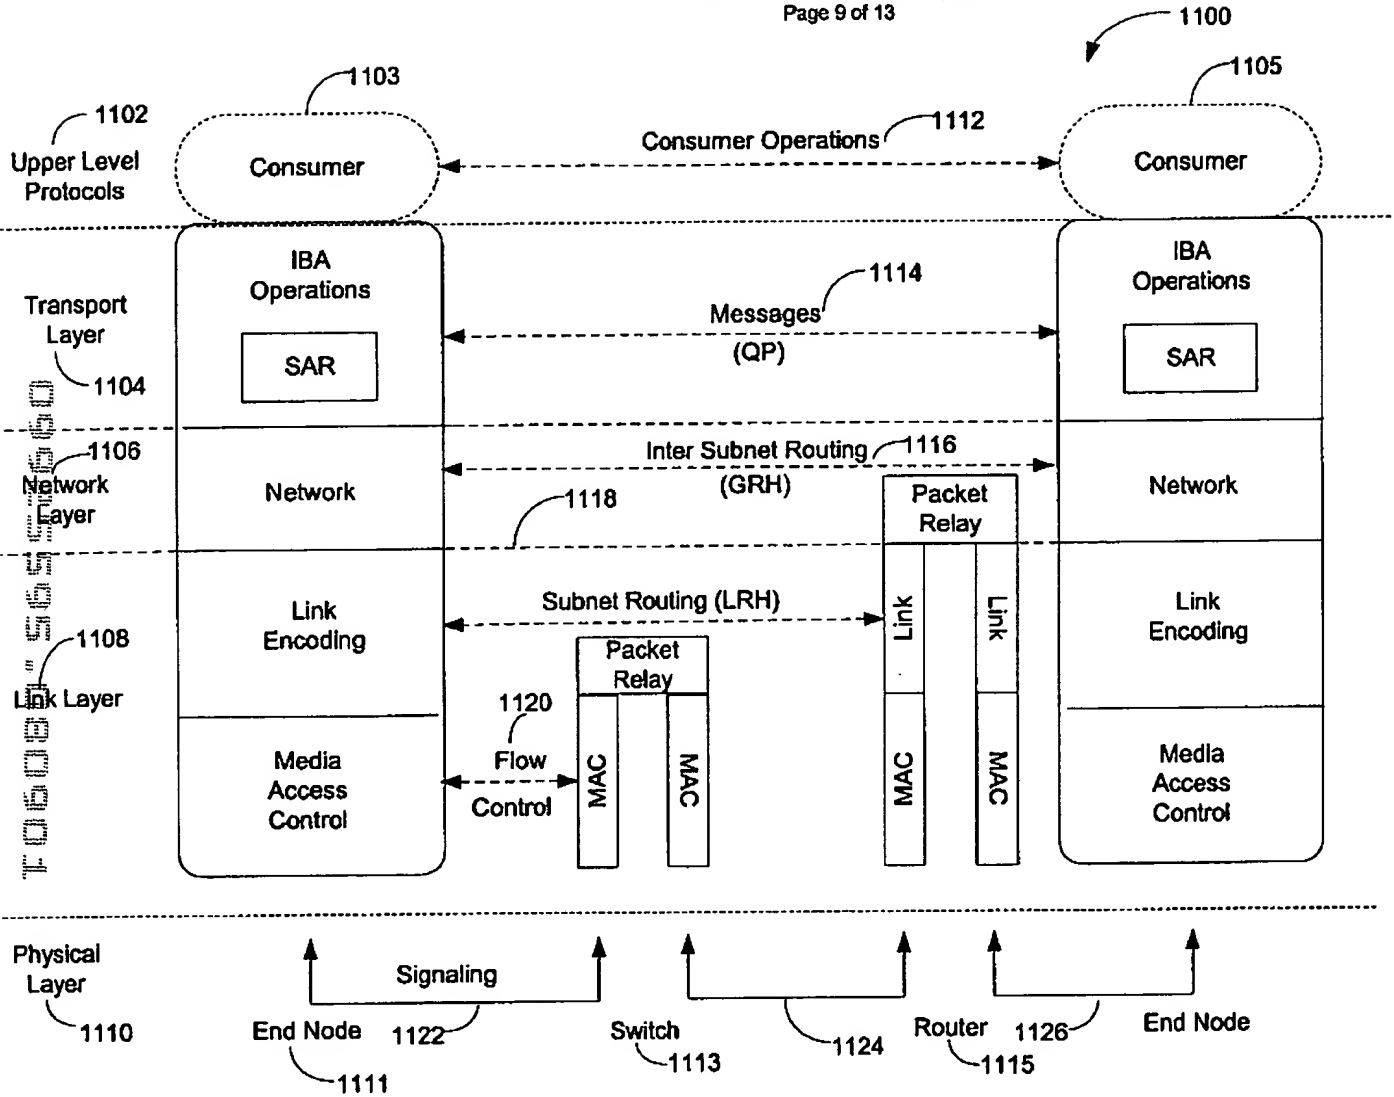 Page 9 of 13
1100
1103
1105
1102
1112
Upper Level
Protocols
Consumer
Consumer Operations
Consumer
IBA
Operations
IBA
Operations
Transport
Layer
1114
Messages
(QP)
SAR
SAR
1104
1106
Network
Layer
Network
Inter Subnet Routing
1116
(GRH)
Packet
Relay
Network
1118
Link
Encoding
Subnet Routing (LRH)
Link
Link
Link
Encoding
1108
Link Layer
Packet
Relay
1120
Flow
Control
Media
Access
Control
MAC
MAC
MAC
MAC
Media
Access
Control
Physical
Layer
1110
Signaling
End Node
1122
1111
Switch
1113
1124
Router
1115
1126
End Node